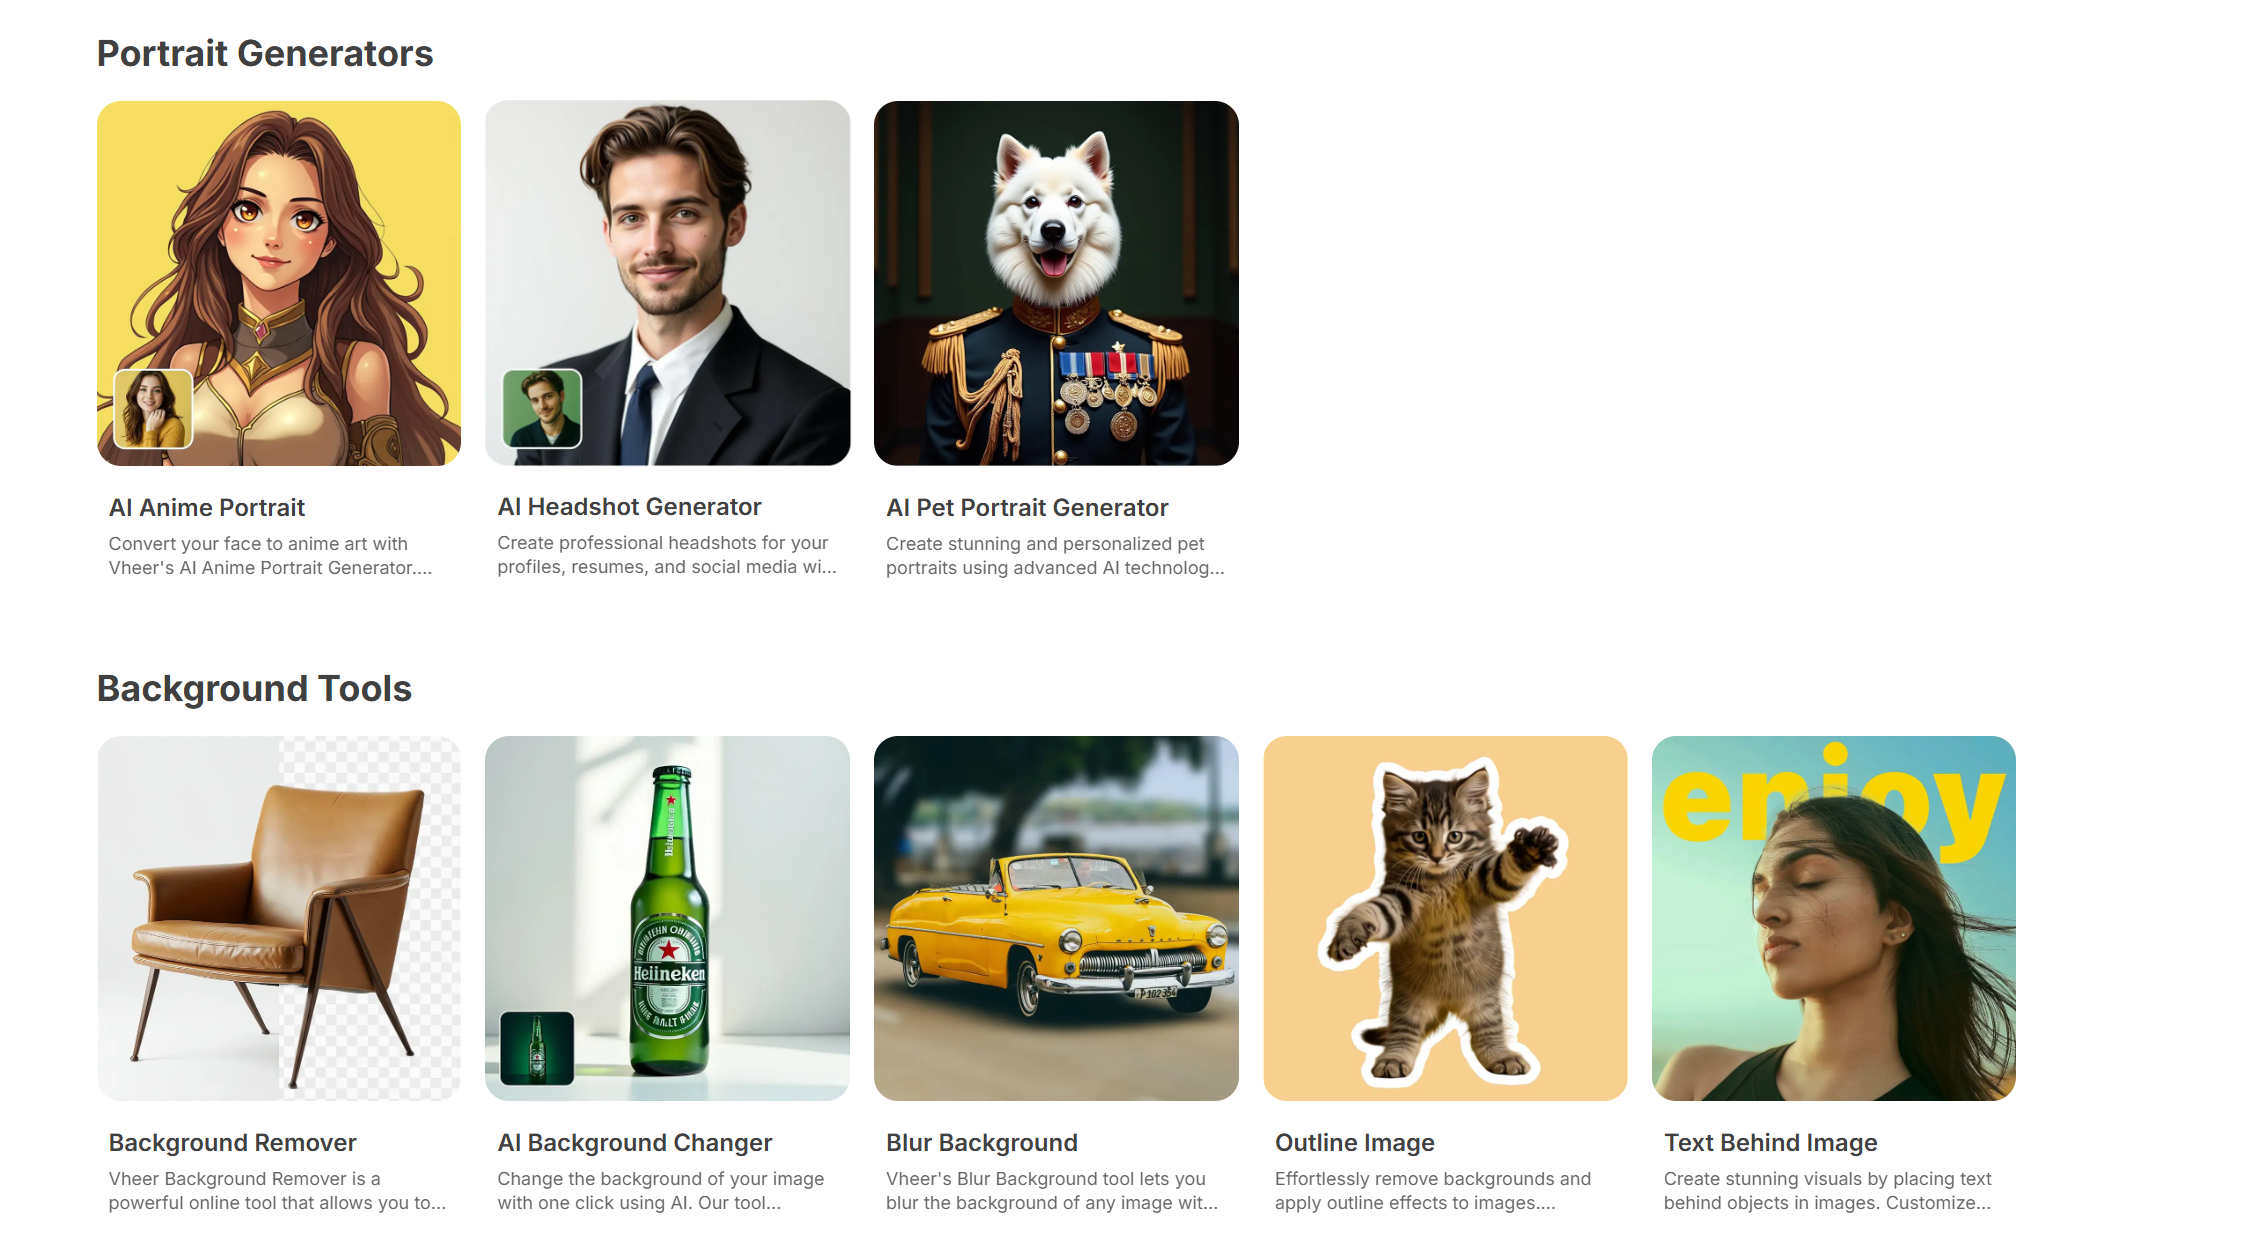 Portrait Generators
AI Anime Portrait
Convert your face to anime art with
Vheer's AI Anime Portrait Generator....
AI Headshot Generator
Create professional headshots for your
profiles, resumes, and social media wi...
AI Pet Portrait Generator
Create stunning and personalized pet
portraits using advanced AI technolog...
Background Tools
enjoy
Heiineken
P 102 354
Background Remover
Vheer Background Remover is a
powerful online tool that allows you to...
AI Background Changer
Change the background of your image
with one click using AI. Our tool...
Blur Background
Vheer's Blur Background tool lets you
blur the background of any image wit...
Outline Image
Effortlessly remove backgrounds and
apply outline effects to images....
Text Behind Image
Create stunning visuals by placing text
behind objects in images. Customize...